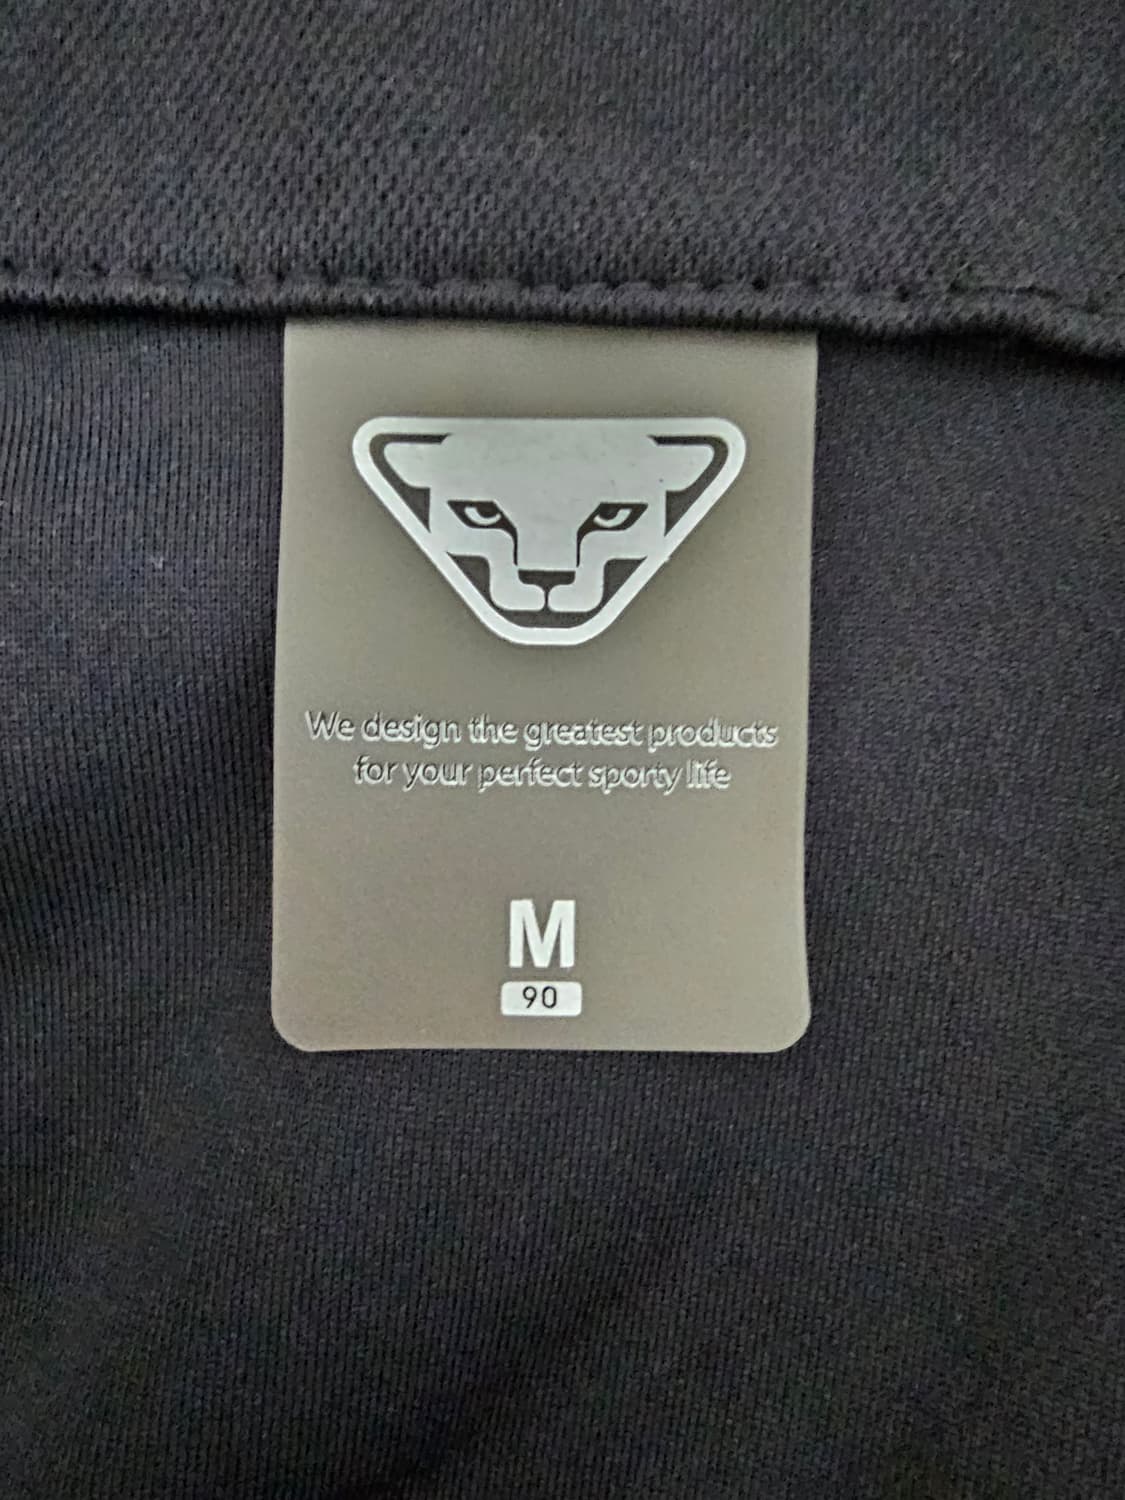 We design the greatest products
for your perfect sporty life
M
90